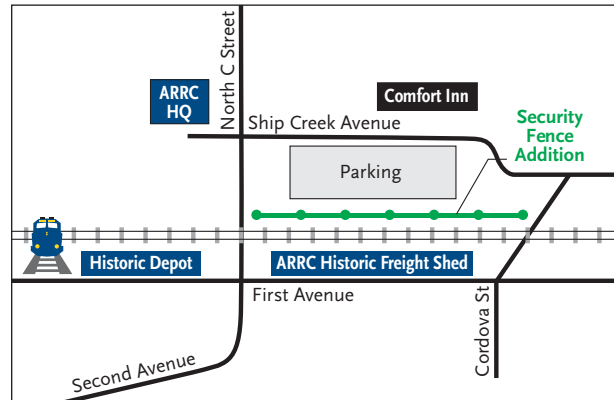 North C Street
ARRC
HQ
Comfort Inn
Ship Creek Avenue
Security
Fence
Addition
Parking
Historic Depot
ARRC Historic Freight Shed
First Avenue
Cordova St
Second Avenue